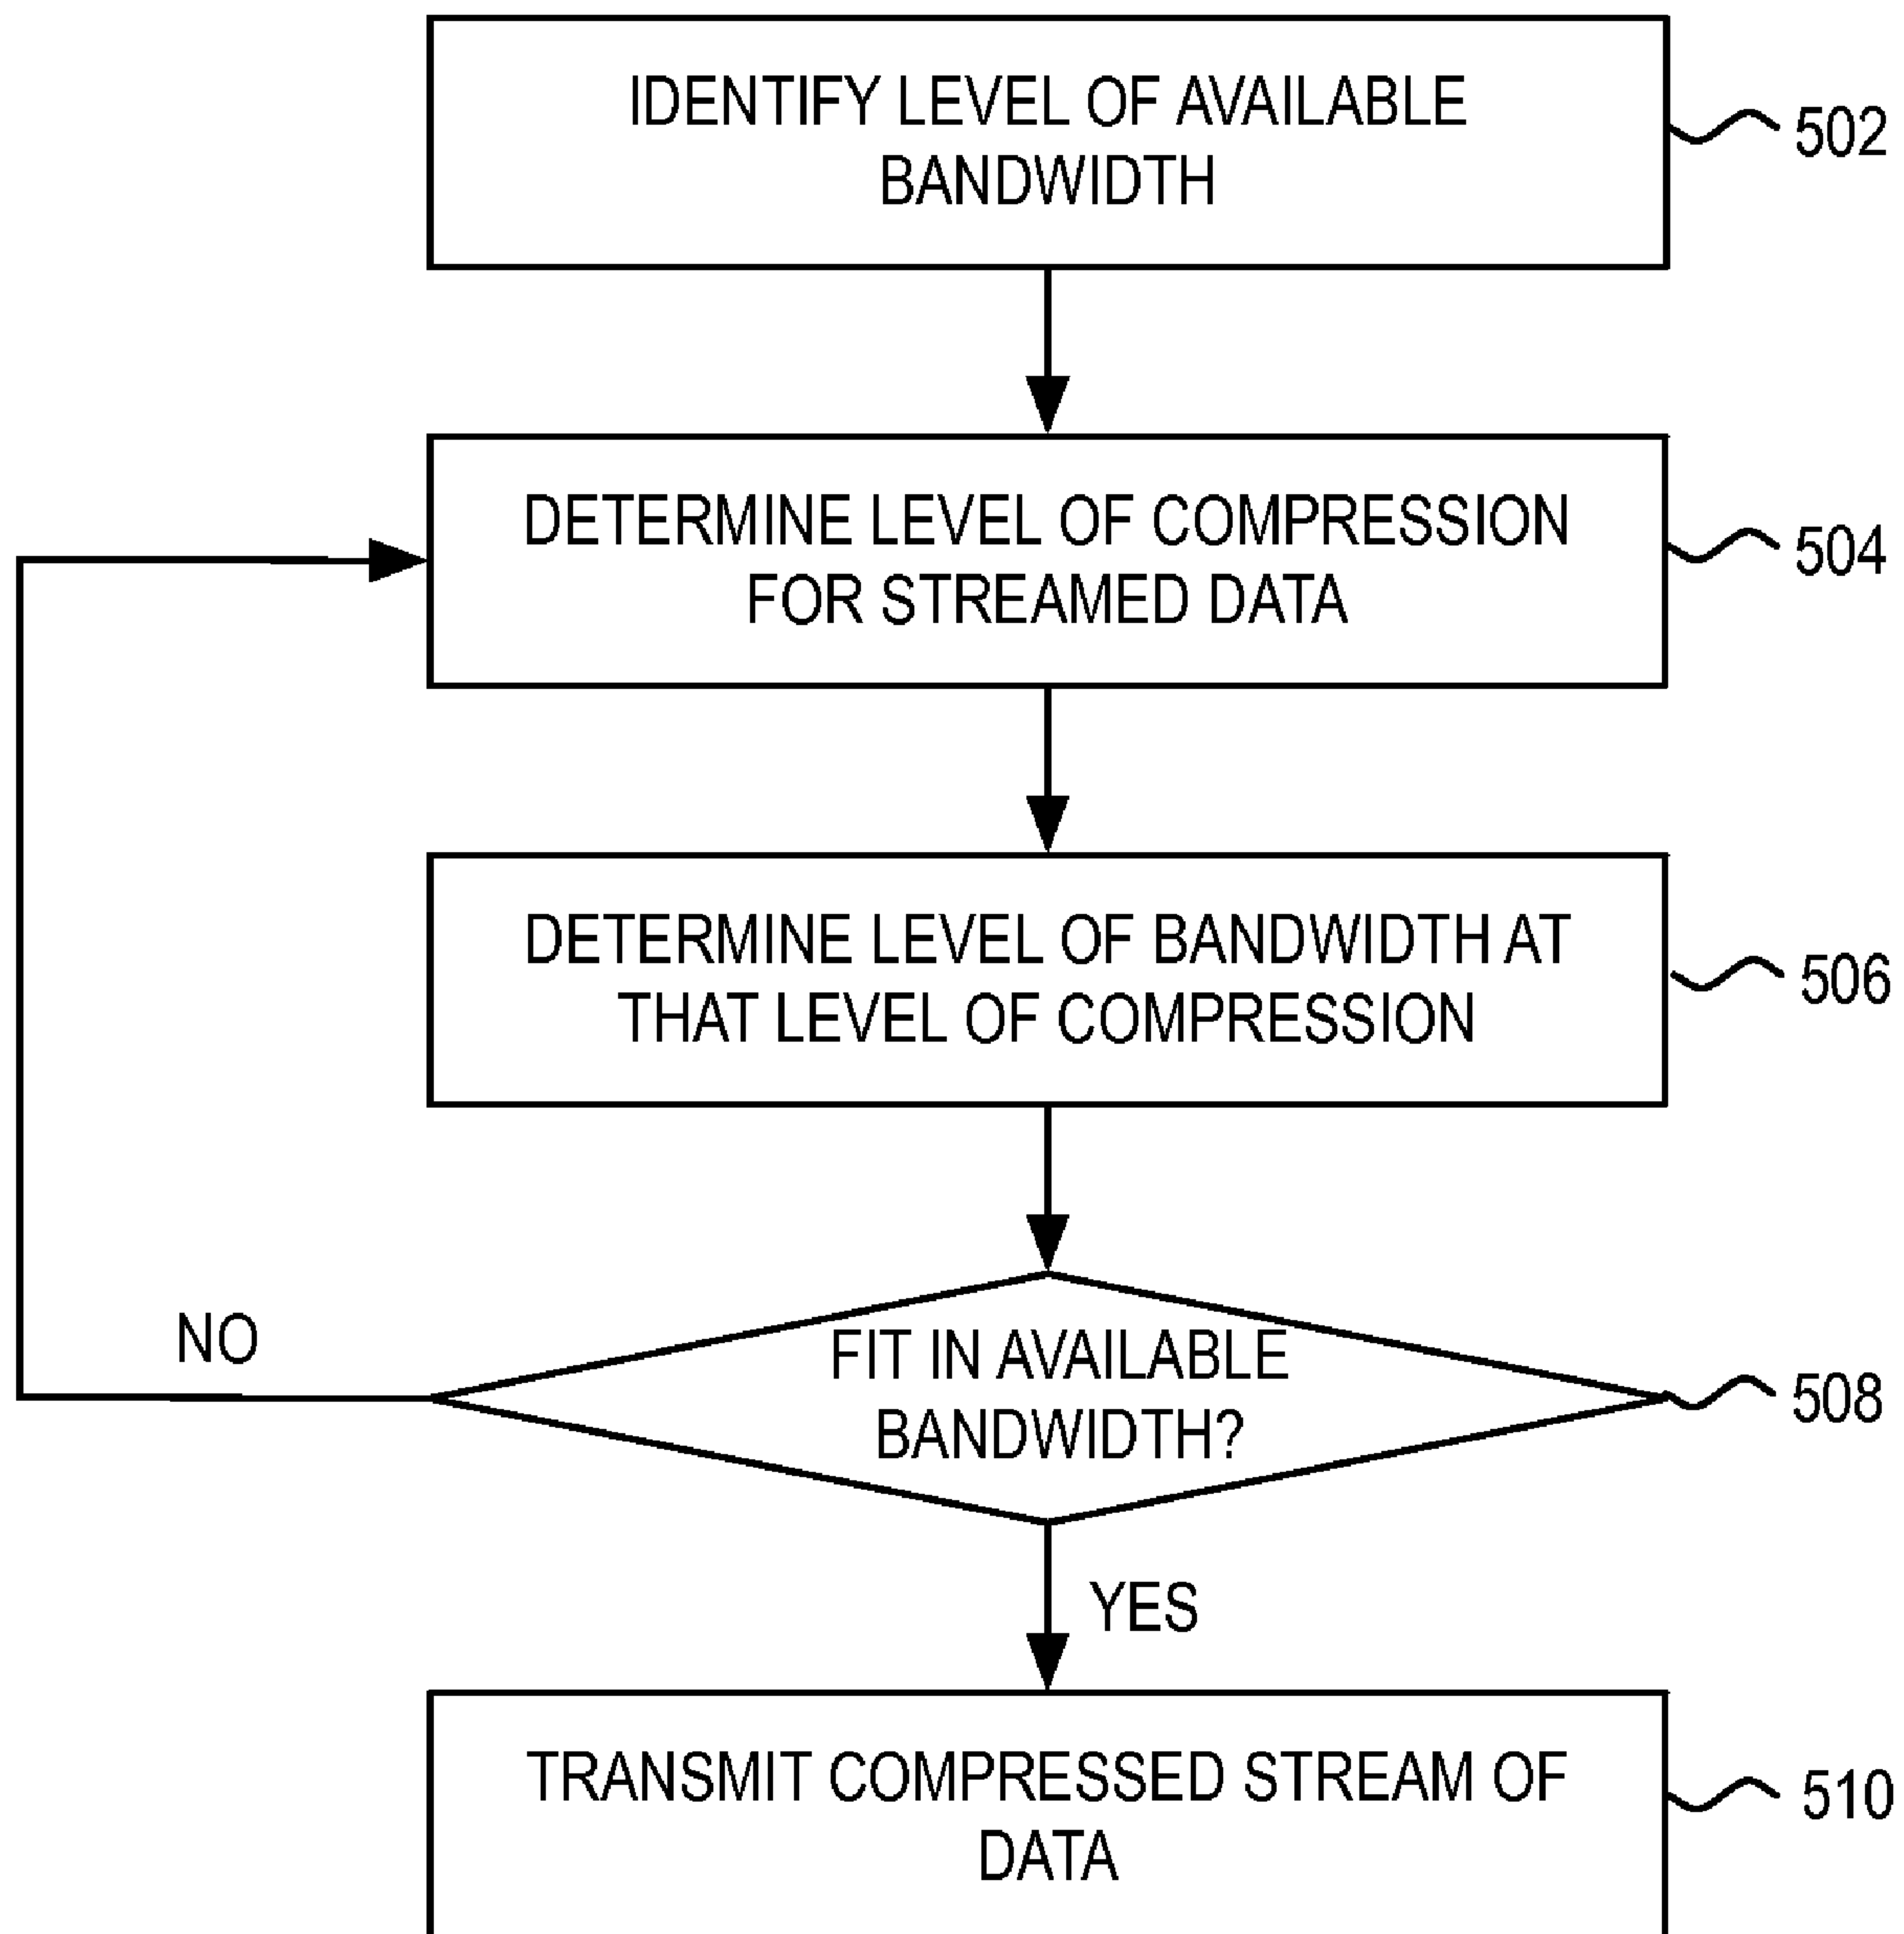 IDENTIFY LEVEL OF AVAILABLE
BANDWIDTH
502
DETERMINE LEVEL OF COMPRESSION
FOR STREAMED DATA
504
DETERMINE LEVEL OF BANDWIDTH AT
THAT LEVEL OF COMPRESSION
506
FIT IN AVAILABLE
BANDWIDTH?
508
NO
YES
TRANSMIT COMPRESSED STREAM OF
DATA
510